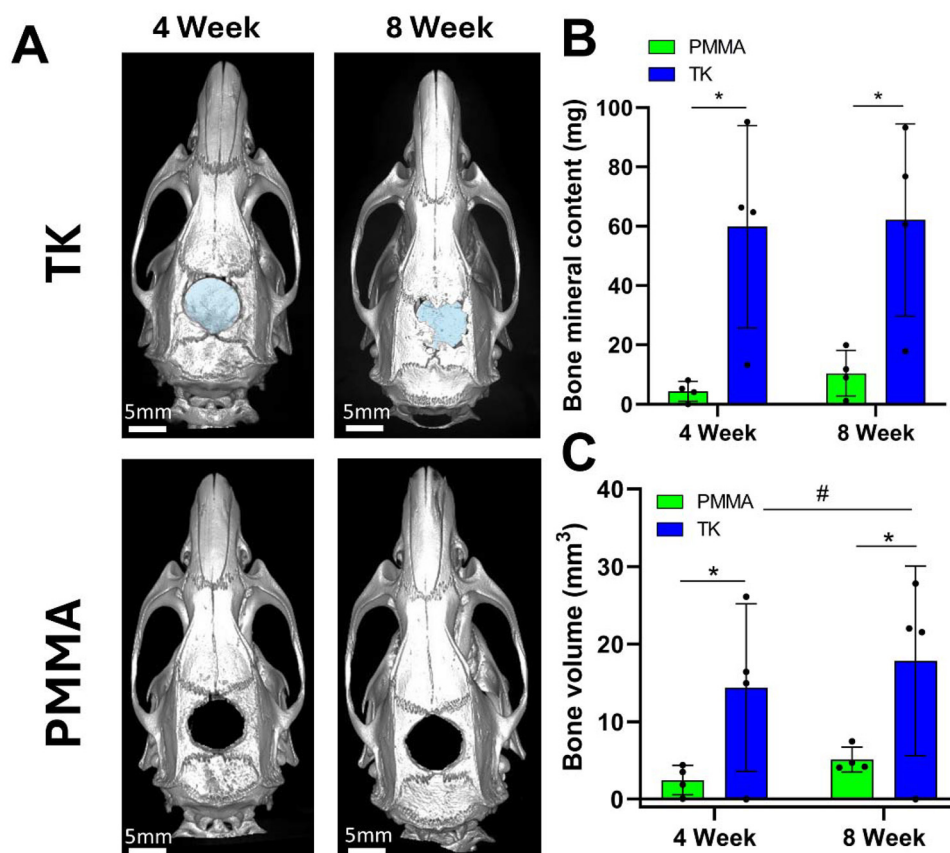 A
4 Week
8 Week
TK
5mm
5mm
PMMA
5mm
5mm
B
PMMA
TK
*
*
Bone mineral content (mg)
100
80
60
40
20
0
4 Week
8 Week
C
PMMA
TK
#
*
*
Bone volume (mm³)
40
30
20
10
0
4 Week
8 Week